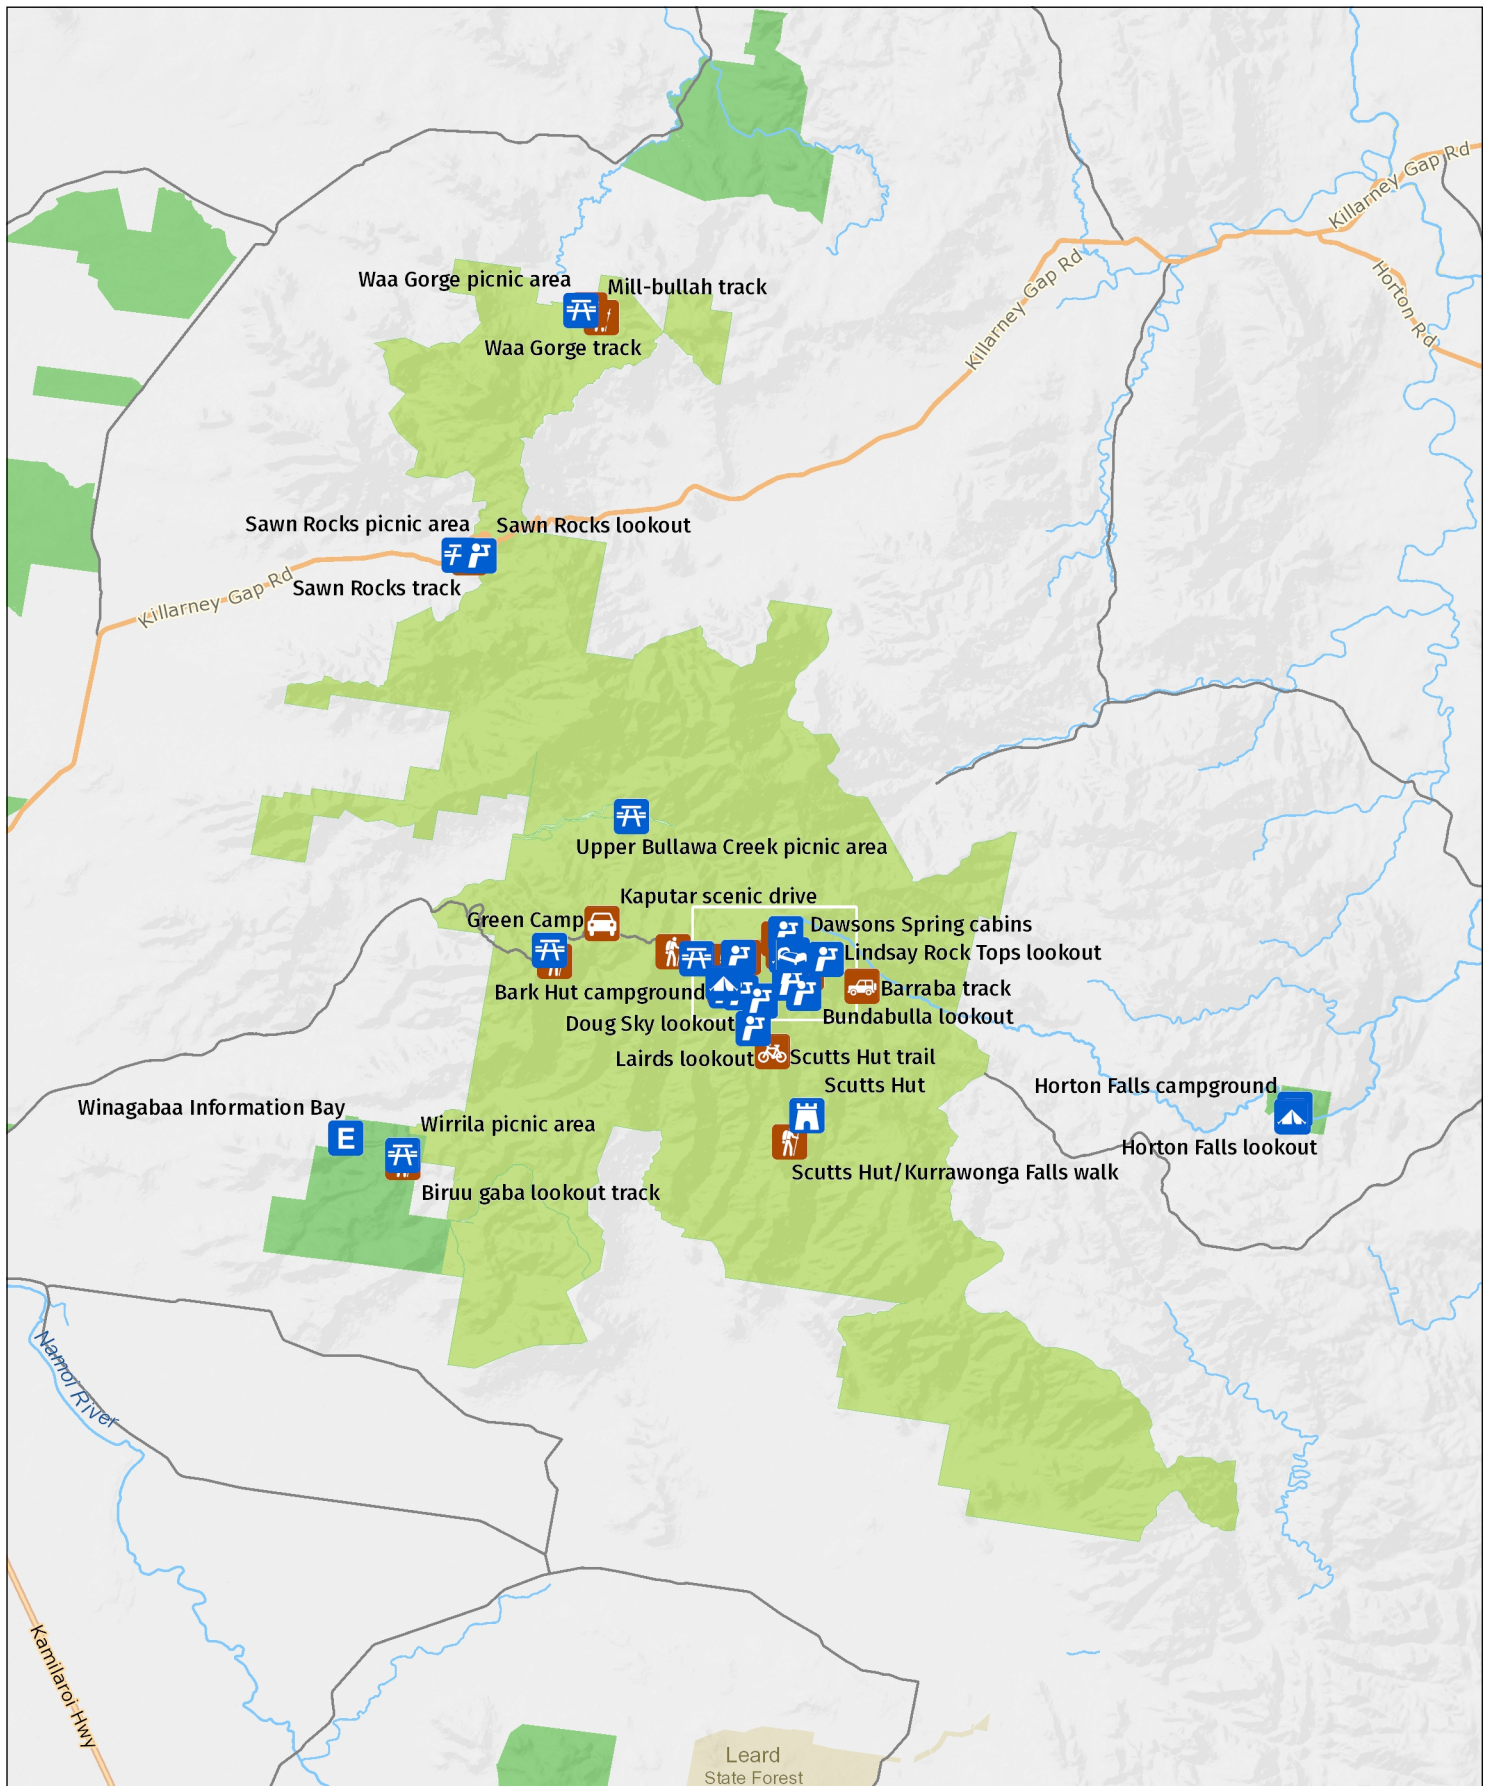 Killarney Gap Rd
Killarney Gap Rd
Horton Rd
Waa Gorge picnic area
Mill-bullah track
Waa Gorge track
Sawn Rocks picnic area
Sawn Rocks lookout
Sawn Rocks track
Killarney Gap Rd
Upper Bullawa Creek picnic area
Kaputar scenic drive
Green Camp
Dawsons Spring cabins
Lindsay Rock Tops lookout
Bark Hut campground
Barraba track
Doug Sky lookout
Bundabulla lookout
Lairds lookout
Scutts Hut trail
Scutts Hut
Horton Falls campground
Winagabaa Information Bay
E
Wirrila picnic area
Horton Falls lookout
Scutts Hut/Kurrawonga Falls walk
Biruu gaba lookout track
Namoi River
Kamilaroi Hwy
Leard
State Forest